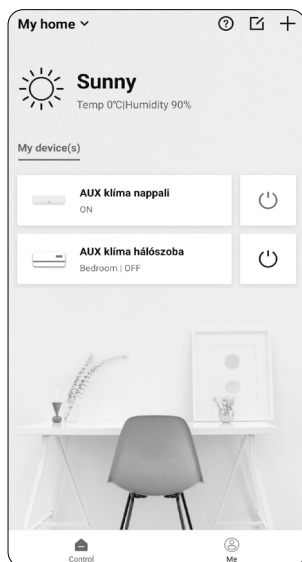 My home
Sunny
Temp 0°C|Humidity 90%
My device(s)
AUX klíma nappali
ON
AUX klíma hálószoba
Bedroom | OFF
Control
Me